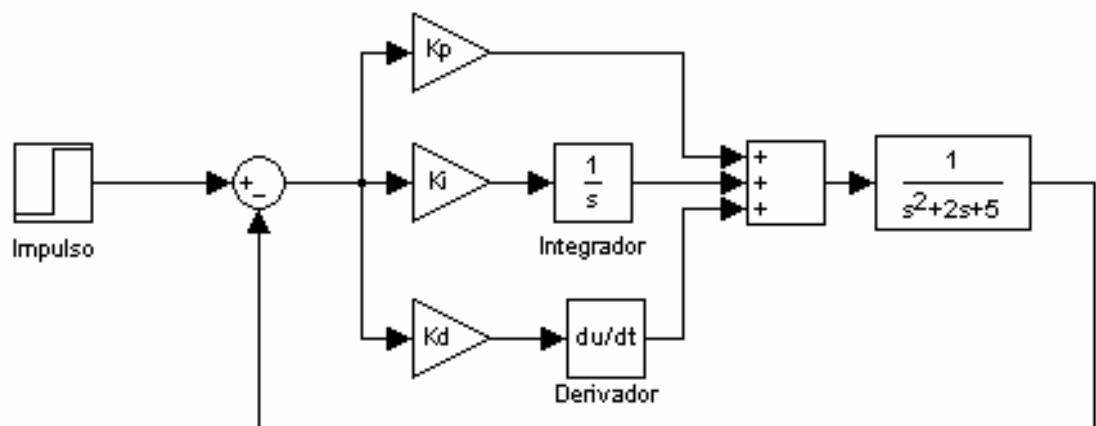 Kp
+
−
Ki
1
s
+
+
+
1
s²+2s+5
Impulso
Integrador
Kd
du/dt
Derivador